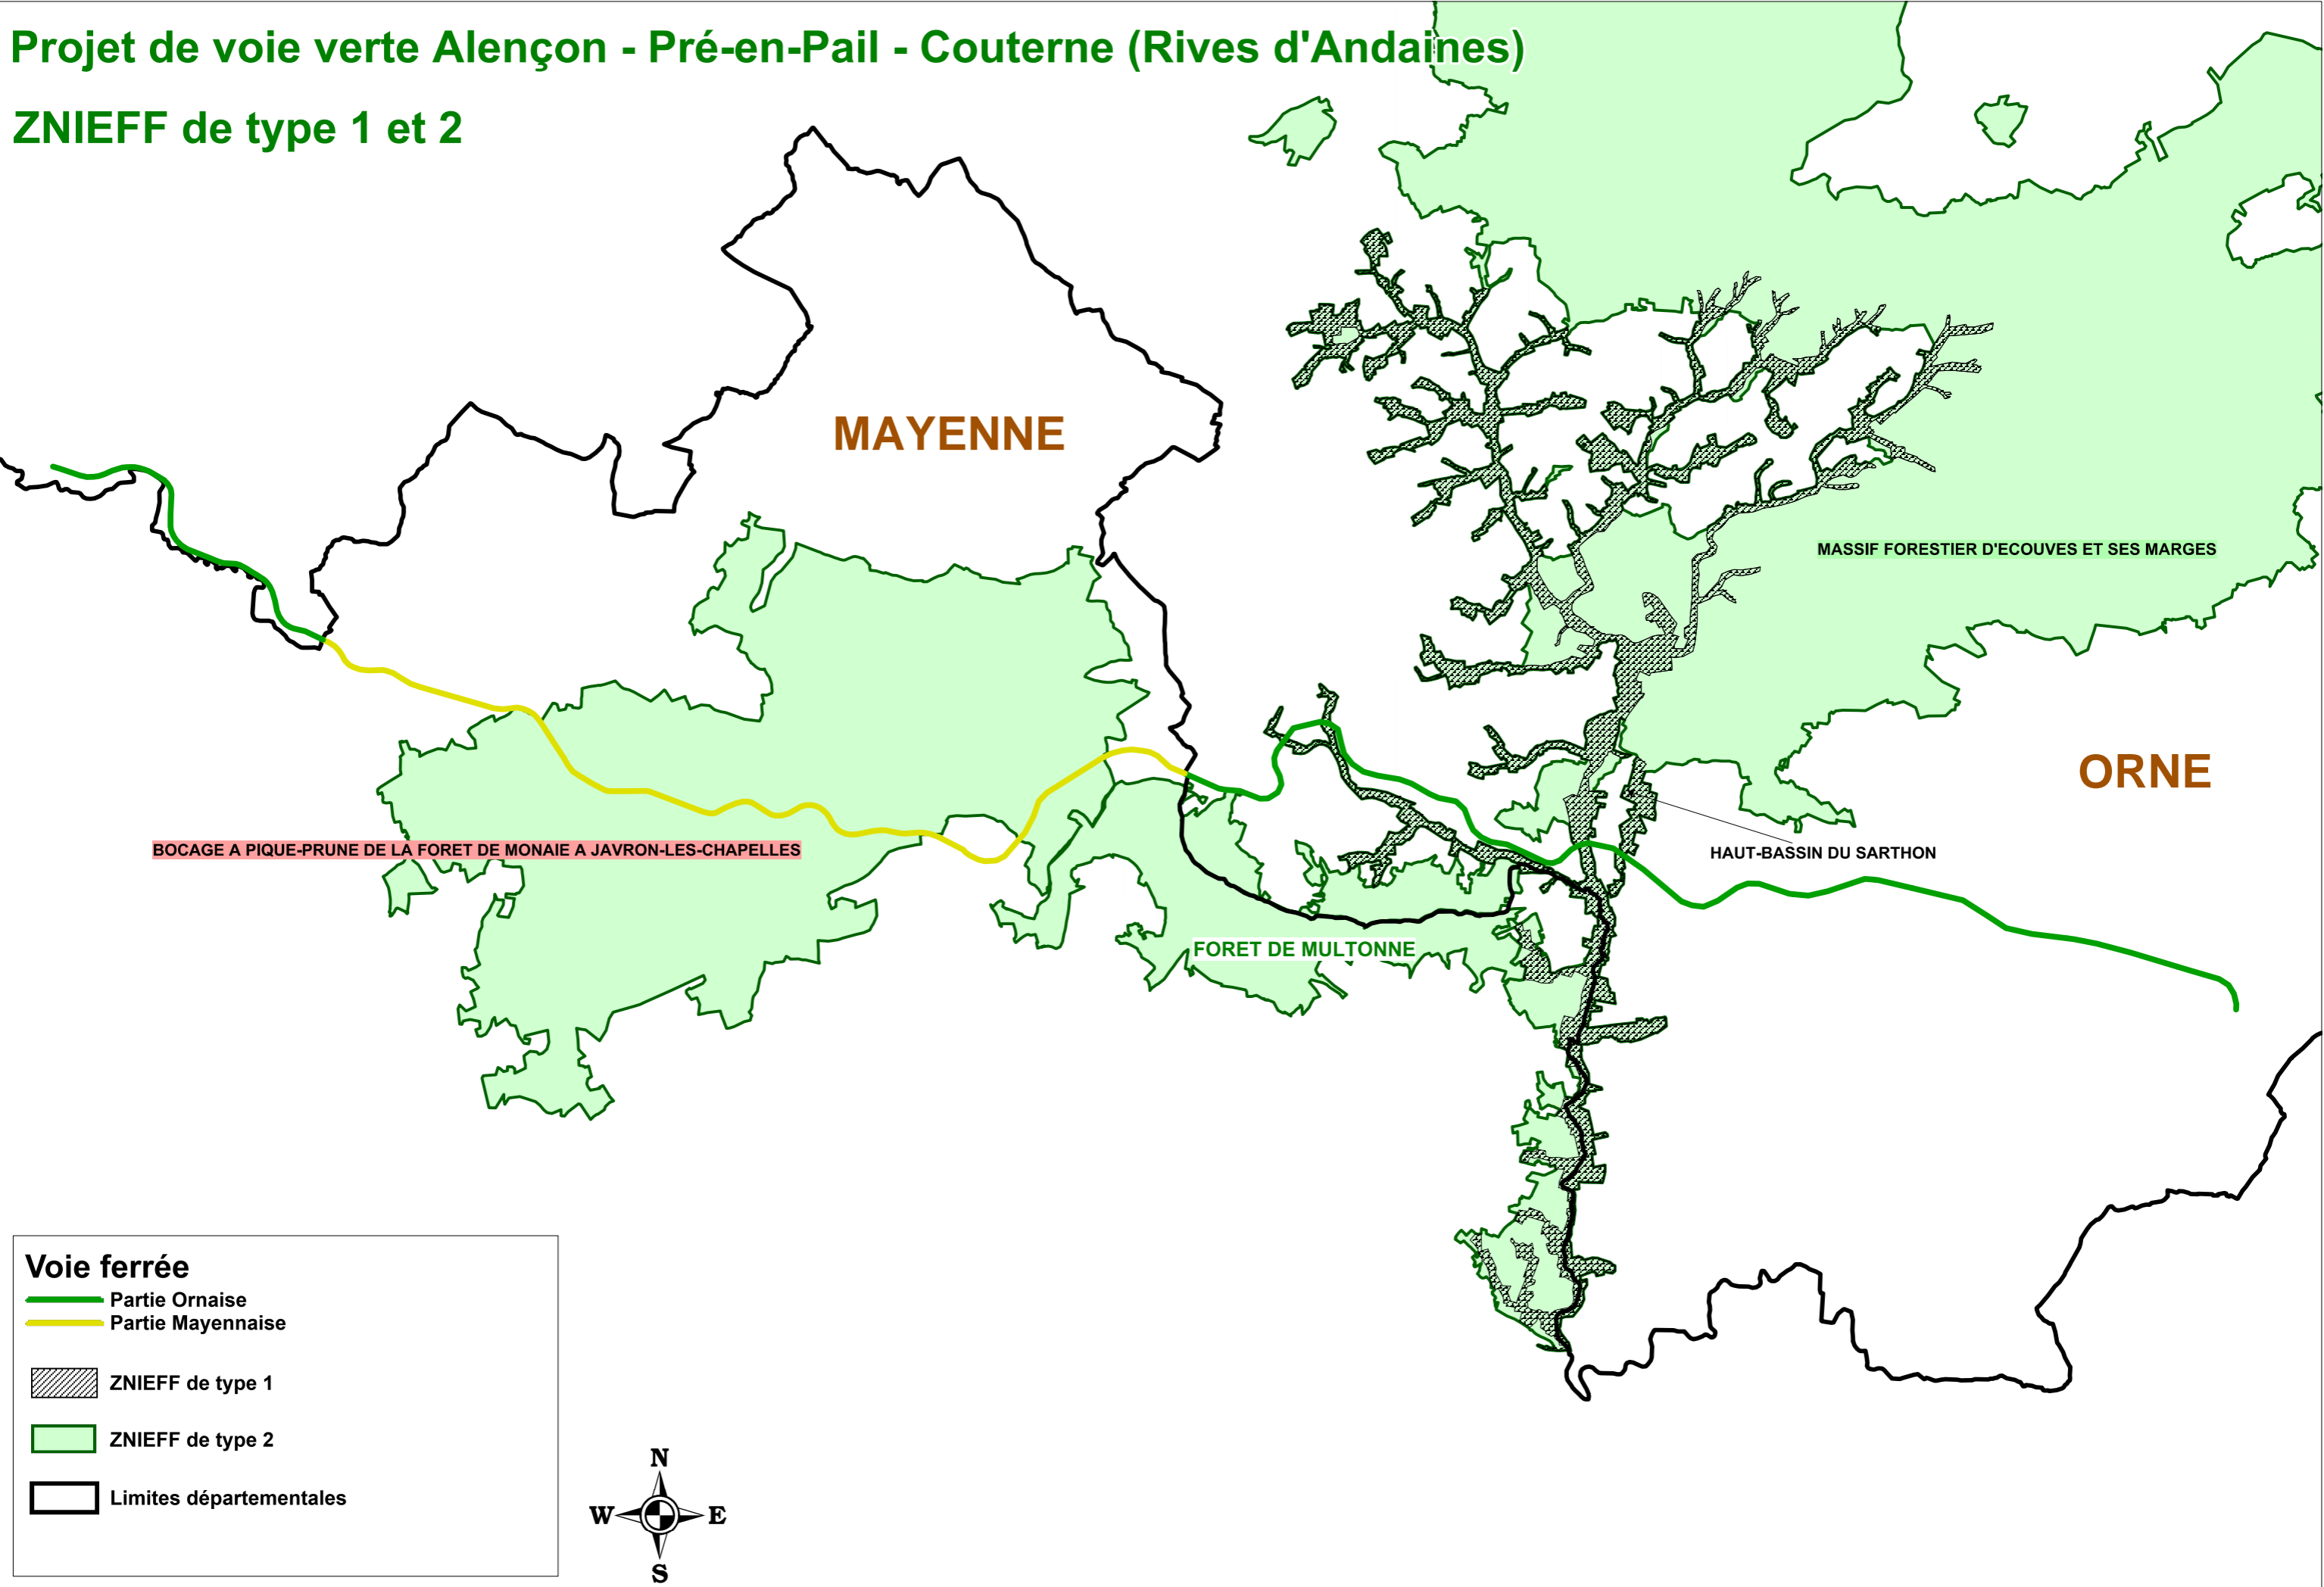 Projet de voie verte Alençon - Pré-en-Pail - Couterne (Rives d'Andaines)
ZNIEFF de type 1 et 2
MAYENNE
MASSIF FORESTIER D'ECOUVES ET SES MARGES
ORNE
BOCAGE A PIQUE-PRUNE DE LA FORET DE MONAIE A JAVRON-LES-CHAPELLES
HAUT-BASSIN DU SARTHON
FORET DE MULTONNE
Voie ferrée
Partie Ornaise
Partie Mayennaise
ZNIEFF de type 1
ZNIEFF de type 2
Limites départementales
N
W E
S